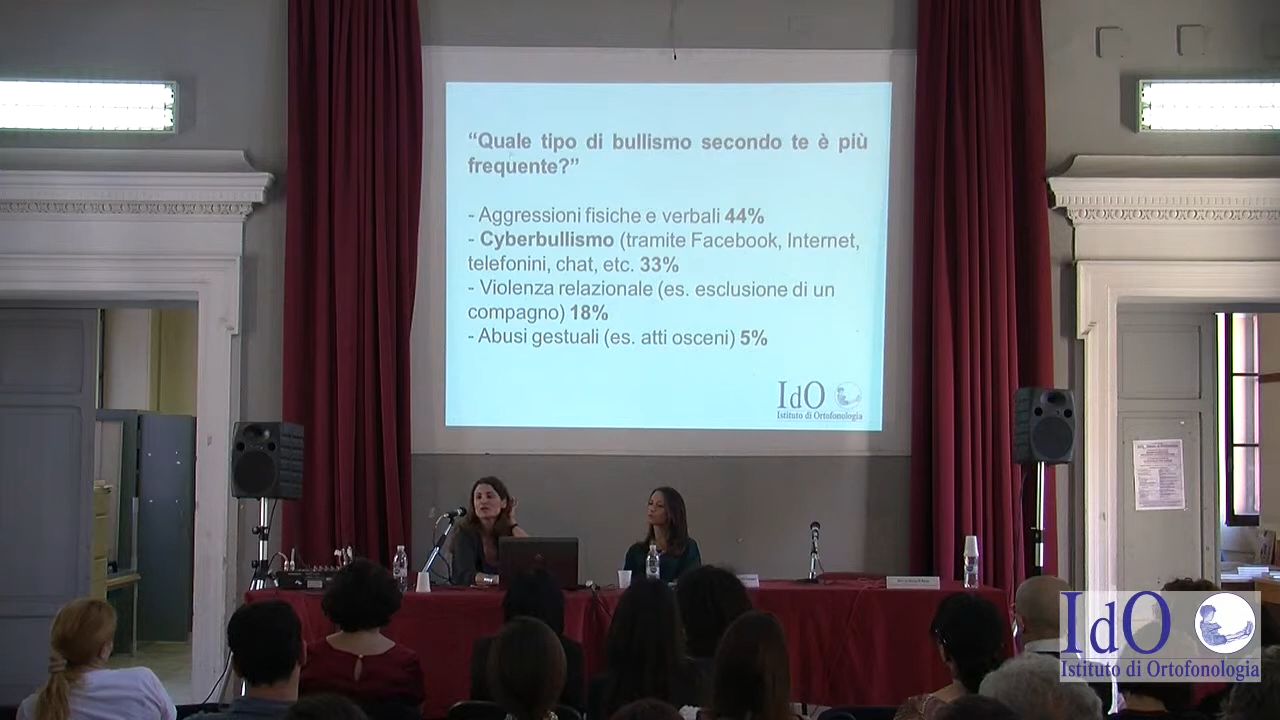 “Quale tipo di bullismo secondo te è più
frequente?”
- Aggressioni fisiche e verbali 44%
- Cyberbullismo (tramite Facebook, Internet,
telefonini, chat, etc. 33%
- Violenza relazionale (es. esclusione di un
compagno) 18%
- Abusi gestuali (es. atti osceni) 5%
IdO
Istituto di Ortofonologia
IdO
Istituto di Ortofonologia